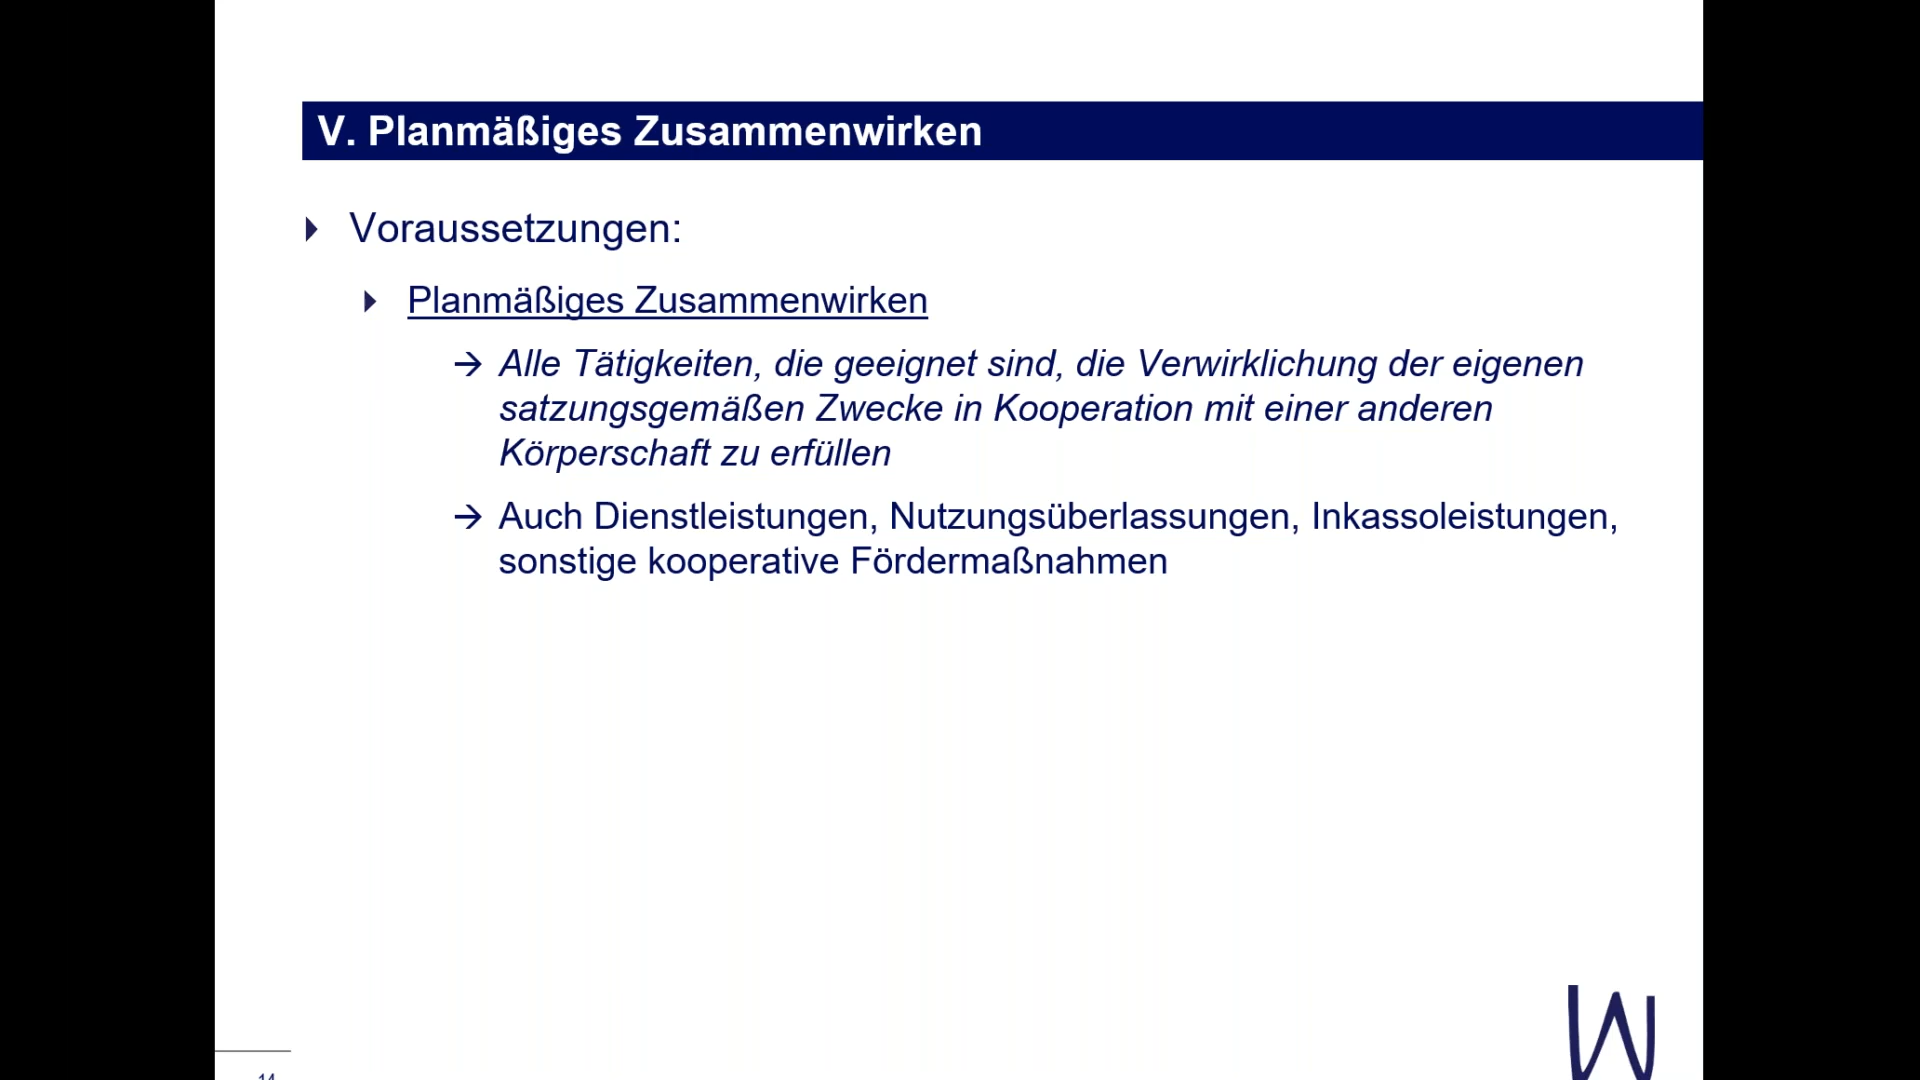 V. Planmäßiges Zusammenwirken
Voraussetzungen:
Planmäßiges Zusammenwirken
→ Alle Tätigkeiten, die geeignet sind, die Verwirklichung der eigenen
satzungsgemäßen Zwecke in Kooperation mit einer anderen
Körperschaft zu erfüllen
→ Auch Dienstleistungen, Nutzungsüberlassungen, Inkassoleistungen,
sonstige kooperative Fördermaßnahmen
14
W